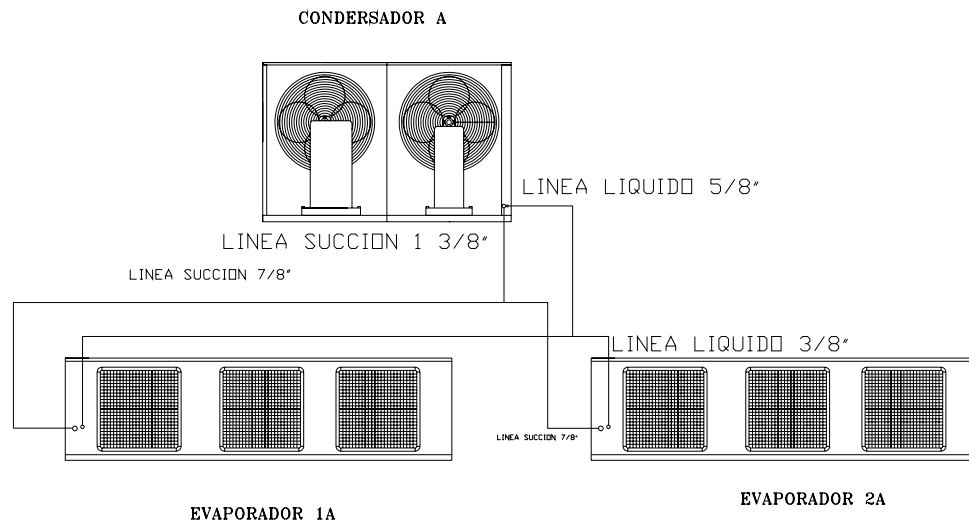 CONDERSADOR A
LINEA LIQUIDO 5/8"
LINEA SUCCION 1 3/8"
LINEA SUCCION 7/8"
LINEA LIQUIDO 3/8"
LINEA SUCCION 7/8"
EVAPORADOR 1A
EVAPORADOR 2A